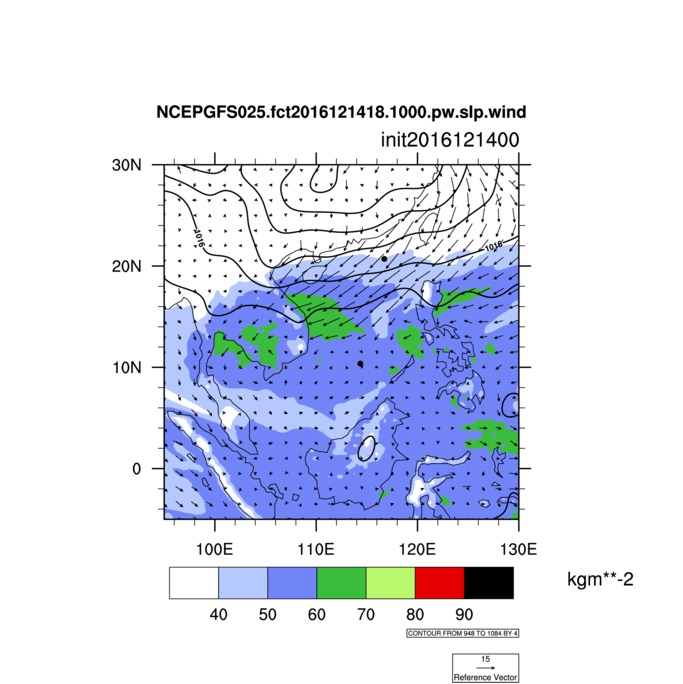 NCEPGFS025.fct2016121418.1000.pw.slp.wind
init2016121400
30N
20N
10N
0
1016
1016
100E 110E 120E 130E
kgm**-2
40 50 60 70 80 90
CONTOUR FROM 948 TO 1084 BY 4
15
Reference Vector